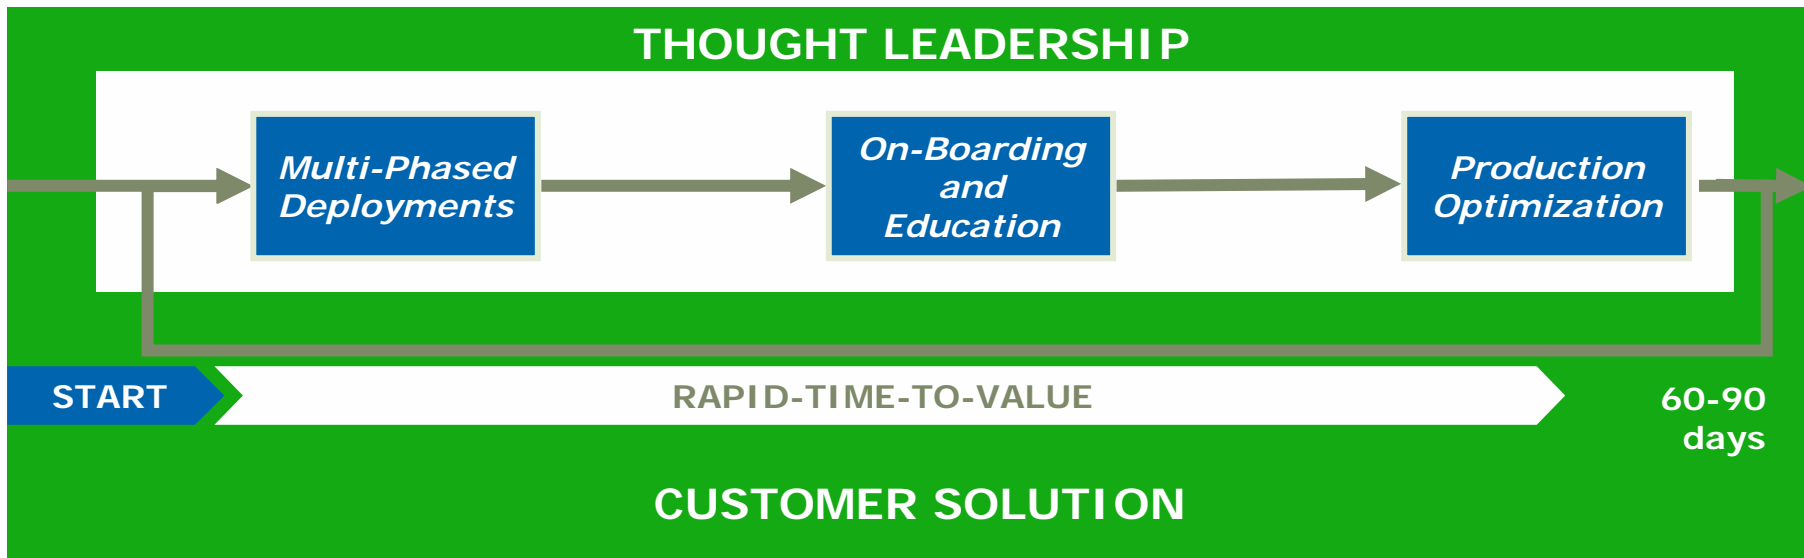 THOUGHT LEADERSHIP
Multi-Phased
Deployments
On-Boarding
and
Education
Production
Optimization
START
RAPID-TIME-TO-VALUE
60-90
days
CUSTOMER SOLUTION